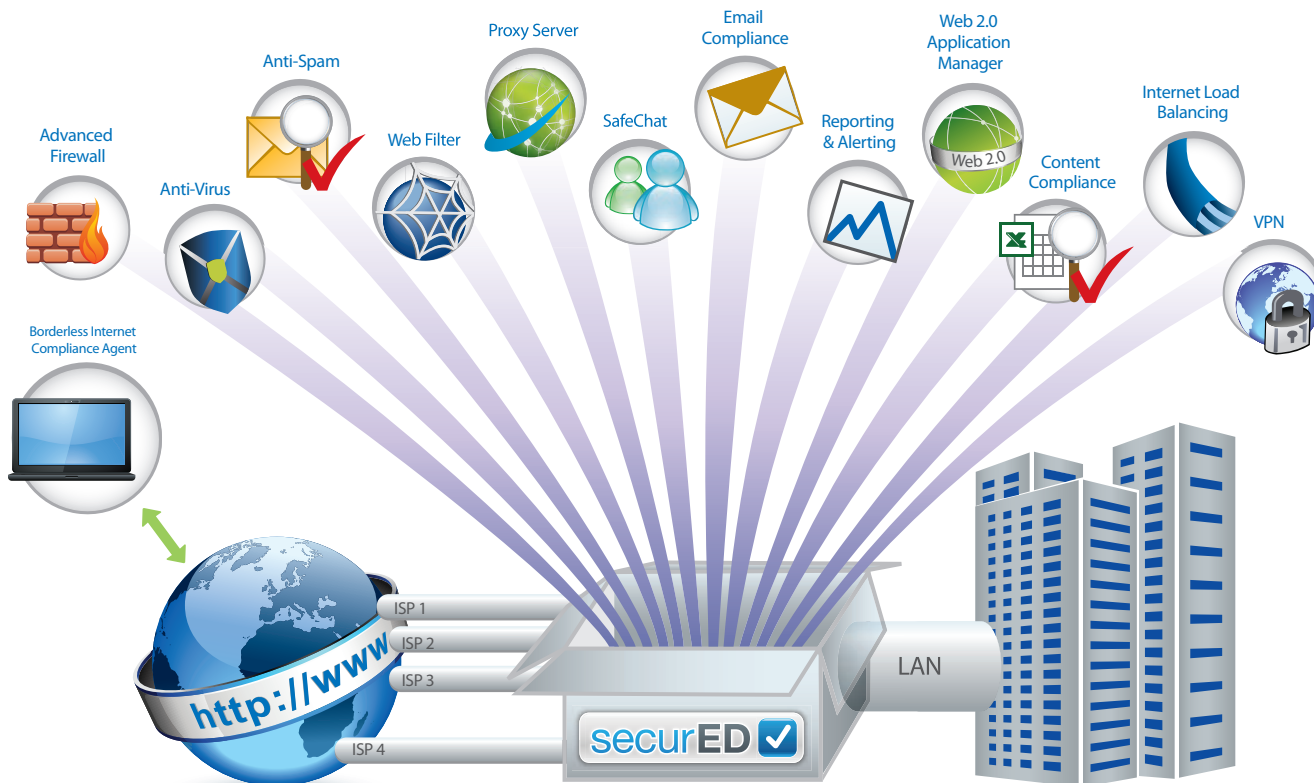 Proxy Server
Email
Compliance
Web 2.0
Application
Manager
Anti-Spam
Internet Load
Balancing
SafeChat
Reporting
& Alerting
Advanced
Firewall
Web Filter
Web 2.0
Content
Compliance
Anti-Virus
VPN
X
Borderless Internet
Compliance Agent
ISP 1
ISP 2
ISP 3
ISP 4
http://www
LAN
securED